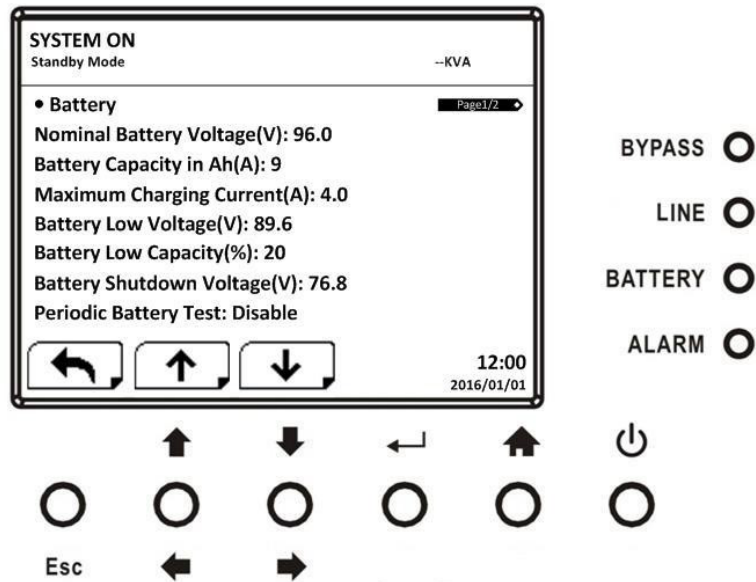 SYSTEM ON
Standby Mode --KVA
• Battery Page1/2
Nominal Battery Voltage(V): 96.0
Battery Capacity in Ah(A): 9
Maximum Charging Current(A): 4.0
Battery Low Voltage(V): 89.6
Battery Low Capacity(%): 20
Battery Shutdown Voltage(V): 76.8
Periodic Battery Test: Disable
12:00
2016/01/01
BYPASS
LINE
BATTERY
ALARM
Esc